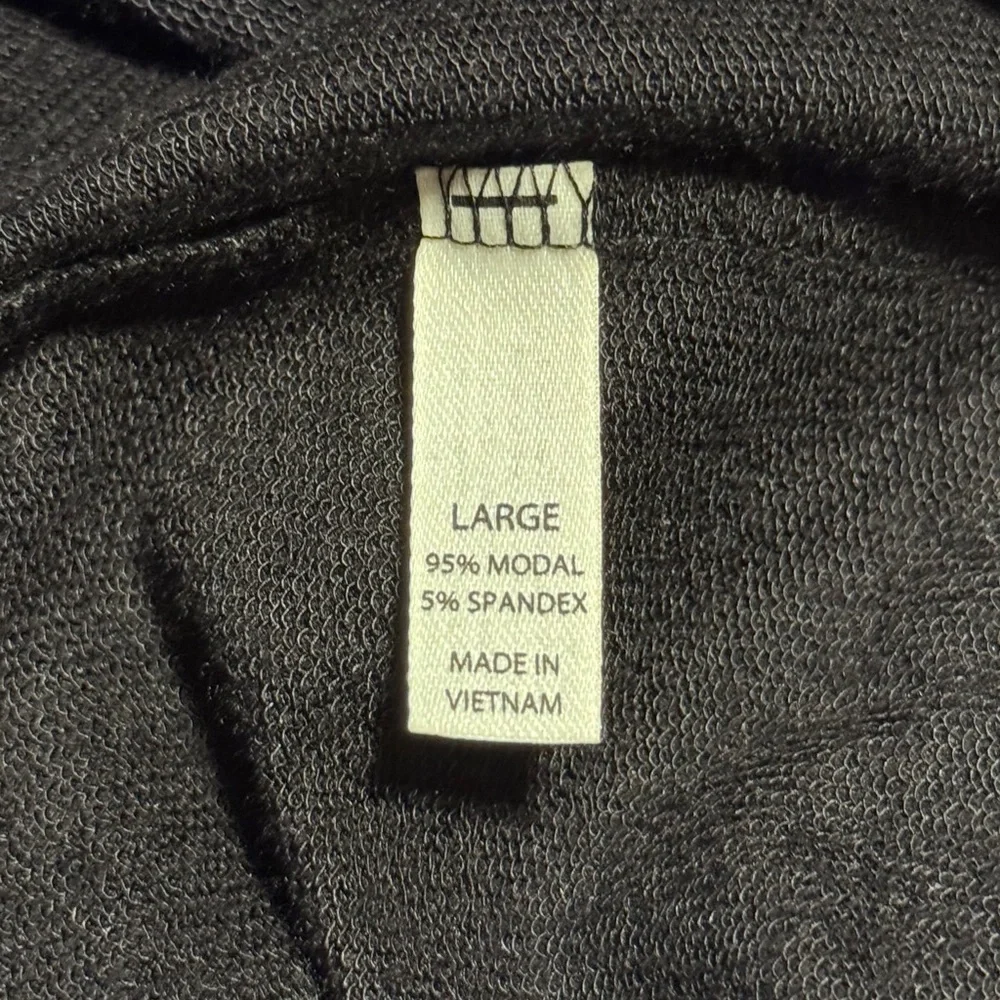 LARGE
95% MODAL
5% SPANDEX
MADE IN
VIETNAM